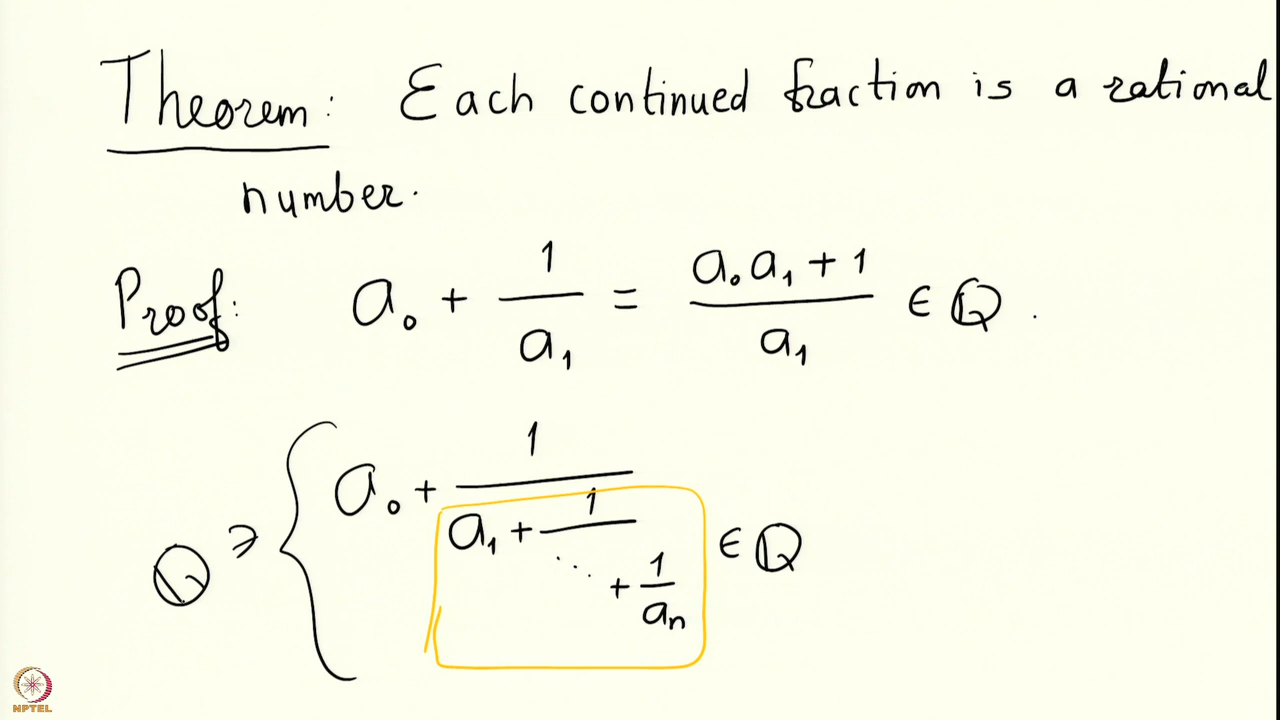 Theorem: Each continued fraction is a rational
number.
Proof: a₀ + 1/a₁ = (a₀a₁ + 1)/a₁ ∈ ℚ.
ℚ ∋ { a₀ + 1/(a₁ + 1/(⋱ + 1/aₙ)) ∈ ℚ
NPTEL